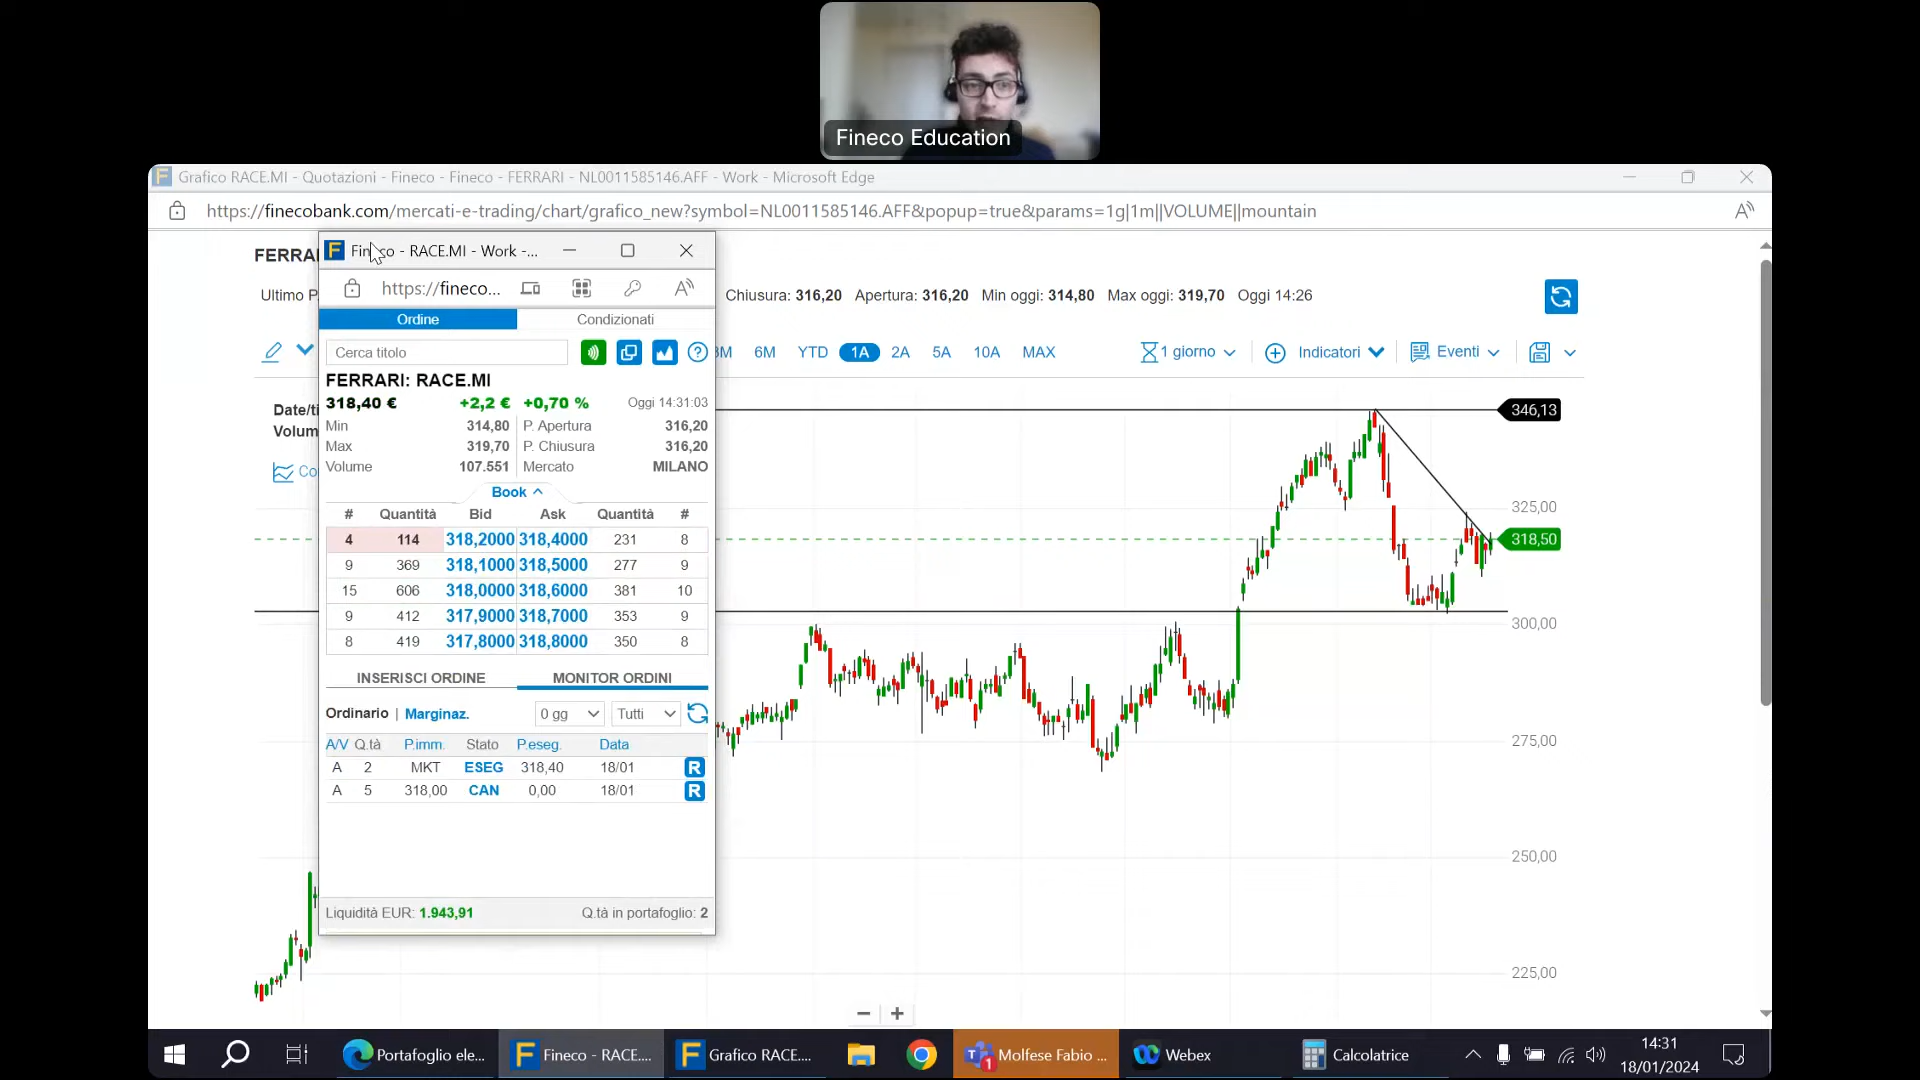 Fineco Education
Grafico RACE.MI - Quotazioni - Fineco - Fineco - FERRARI - NL0011585146.AFF - Work - Microsoft Edge
https://finecobank.com/mercati-e-trading/chart/grafico_new?symbol=NL0011585146.AFF&popup=true&params=1g|1m||VOLUME||mountain
FERRA
Ultimo P
Chiusura: 316,20 Apertura: 316,20 Min oggi: 314,80 Max oggi: 319,70 Oggi 14:26
6M YTD 1A 2A 5A 10A MAX 1 giorno Indicatori Eventi
Date/ti
Volum
Co
Fineco - RACE.MI - Work -...
https://fineco...
Ordine Condizionati
Cerca titolo
FERRARI: RACE.MI
318,40 € +2,2 € +0,70 % Oggi 14:31:03
Min 314,80 P. Apertura 316,20
Max 319,70 P. Chiusura 316,20
Volume 107.551 Mercato MILANO
Book
# Quantità Bid Ask Quantità #
4 114 318,2000 318,4000 231 8
9 369 318,1000 318,5000 277 9
15 606 318,0000 318,6000 381 10
9 412 317,9000 318,7000 353 9
8 419 317,8000 318,8000 350 8
INSERISCI ORDINE MONITOR ORDINI
Ordinario | Marginaz. 0 gg Tutti
A/V Q.tà P.imm. Stato P.eseg. Data
A 2 MKT ESEG 318,40 18/01 R
A 5 318,00 CAN 0,00 18/01 R
Liquidità EUR: 1.943,91 Q.tà in portafoglio: 2
346,13
325,00
318,50
300,00
275,00
250,00
225,00
Portafoglio ele... Fineco - RACE.... Grafico RACE.... Molfese Fabio ... Webex Calcolatrice
1
14:31
18/01/2024